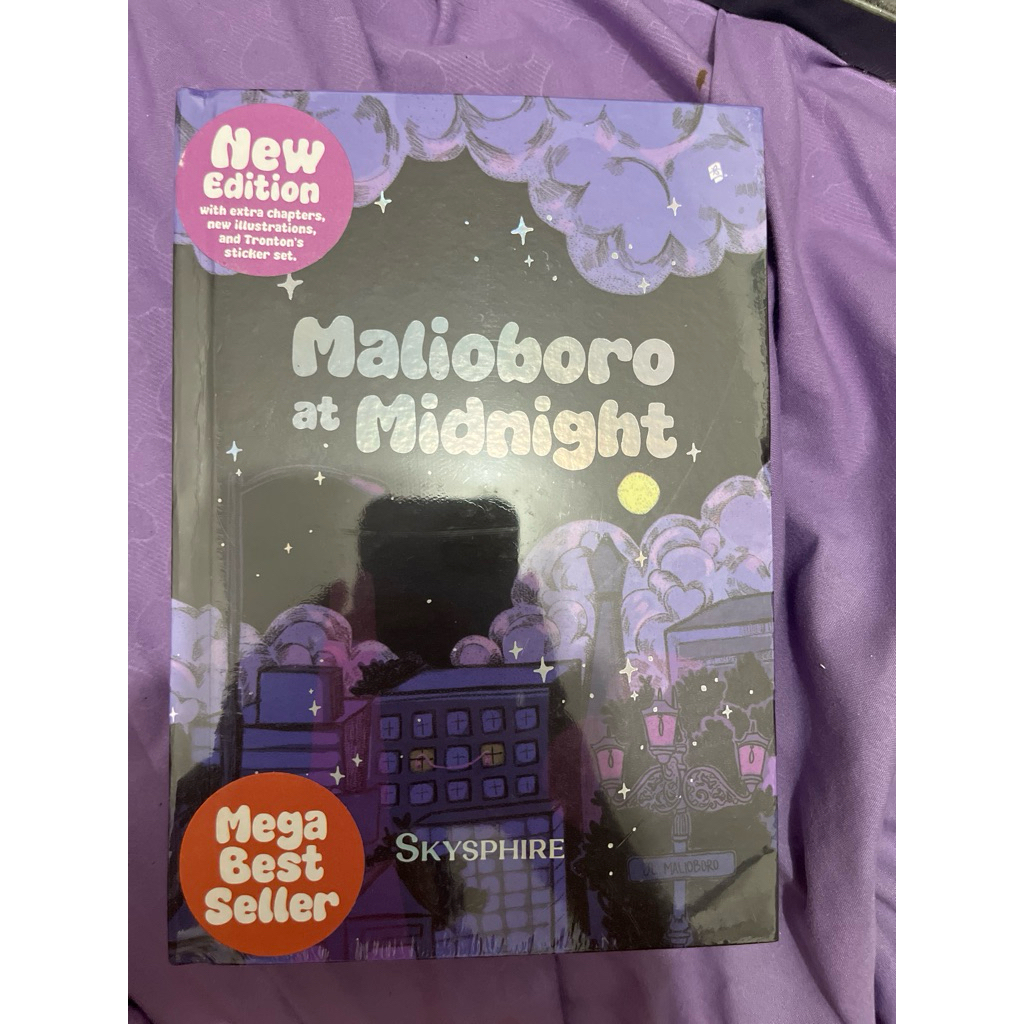 New
Edition
with extra chapters,
new illustrations,
and Tronton's
sticker set.
Malioboro
at Midnight
Mega
Best
Seller
SKYSPHIRE
JL. MALIOBORO